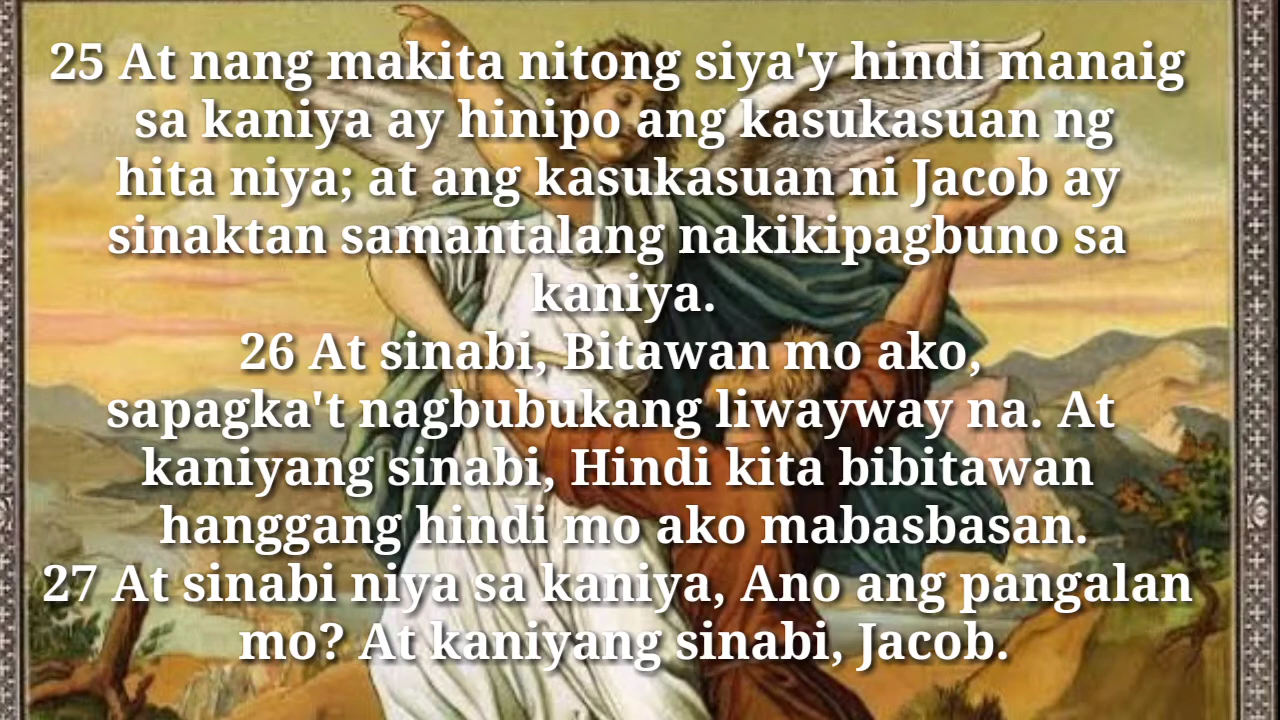 25 At nang makita nitong siya'y hindi manaig
sa kaniya ay hinipo ang kasukasuan ng
hita niya; at ang kasukasuan ni Jacob ay
sinaktan samantalang nakikipagbuno sa
kaniya.
26 At sinabi, Bitawan mo ako,
sapagka't nagbubukang liwayway na. At
kaniyang sinabi, Hindi kita bibitawan
hanggang hindi mo ako mabasbasan.
27 At sinabi niya sa kaniya, Ano ang pangalan
mo? At kaniyang sinabi, Jacob.